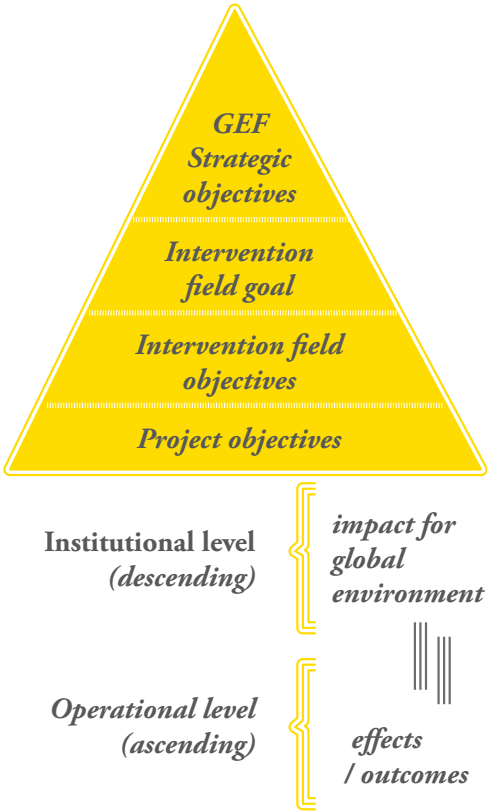 GEF
Strategic
objectives
Intervention
field goal
Intervention field
objectives
Project objectives
Institutional level
(descending)
impact for
global
environment
Operational level
(ascending)
effects
/ outcomes